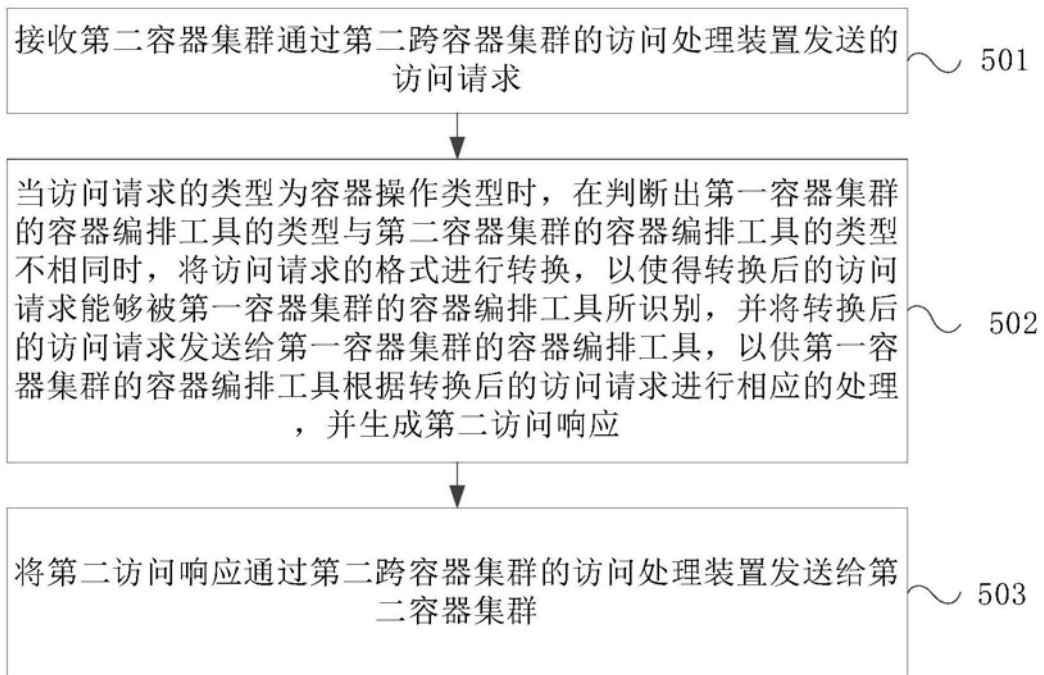 接收第二容器集群通过第二跨容器集群的访问处理装置发送的
访问请求
501
当访问请求的类型为容器操作类型时，在判断出第一容器集群
的容器编排工具的类型与第二容器集群的容器编排工具的类型
不相同时，将访问请求的格式进行转换，以使得转换后的访问
请求能够被第一容器集群的容器编排工具所识别，并将转换后
的访问请求发送给第一容器集群的容器编排工具，以供第一容
器集群的容器编排工具根据转换后的访问请求进行相应的处理
，并生成第二访问响应
502
将第二访问响应通过第二跨容器集群的访问处理装置发送给第
二容器集群
503